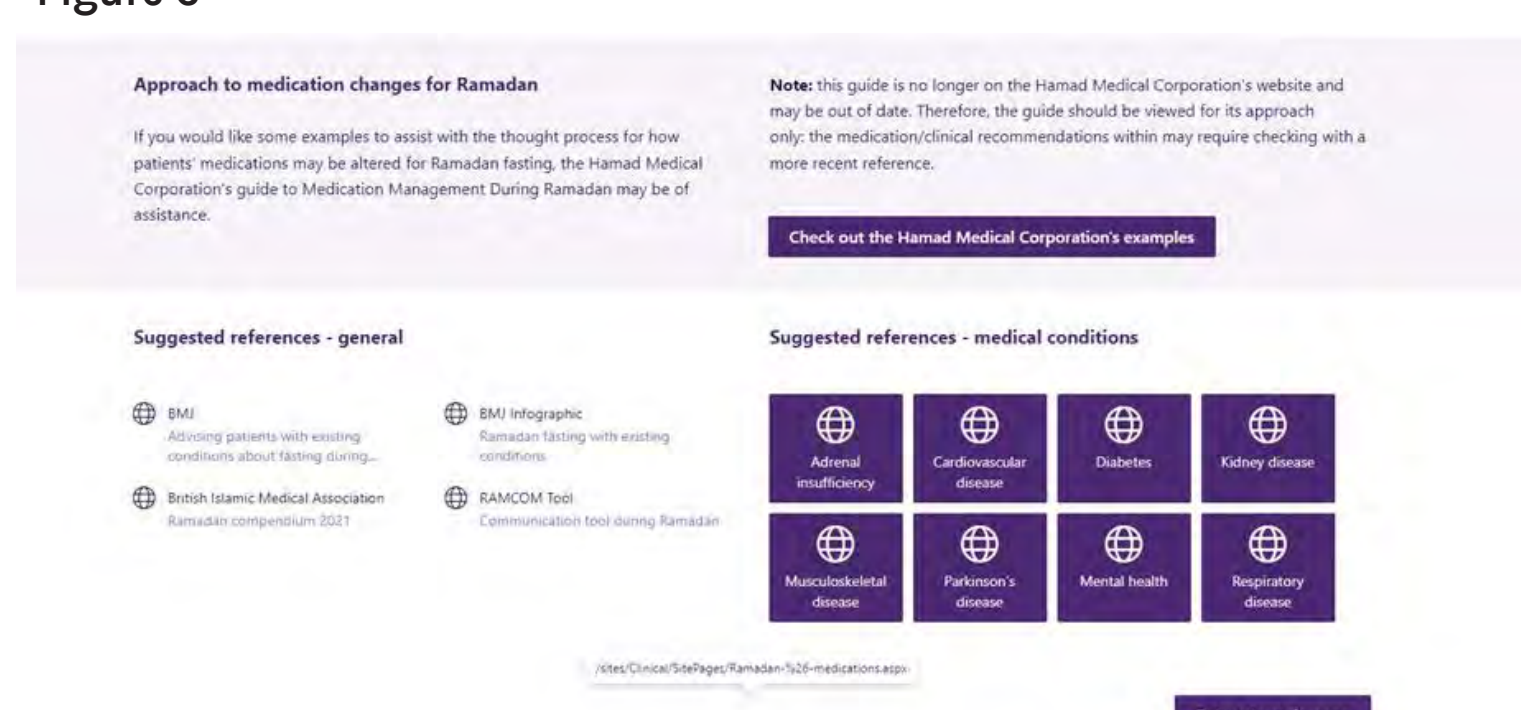 Approach to medication changes for Ramadan
If you would like some examples to assist with the thought process for how
patients' medications may be altered for Ramadan fasting, the Hamad Medical
Corporation's guide to Medication Management During Ramadan may be of
assistance.
Note: this guide is no longer on the Hamad Medical Corporation's website and
may be out of date. Therefore, the guide should be viewed for its approach
only: the medication/clinical recommendations within may require checking with a
more recent reference.
Check out the Hamad Medical Corporation's examples
Suggested references - general
BMJ
Advising patients with existing
conditions about fasting during...
BMJ Infographic
Ramadan fasting with existing
conditions
British Islamic Medical Association
Ramadan compendium 2021
RAMCOM Tool
Communication tool during Ramadan
Suggested references - medical conditions
Adrenal
insufficiency
Cardiovascular
disease
Diabetes
Kidney disease
Musculoskeletal
disease
Parkinson's
disease
Mental health
Respiratory
disease
/sites/Clinical/SitePages/Ramadan-%26-medications.aspx